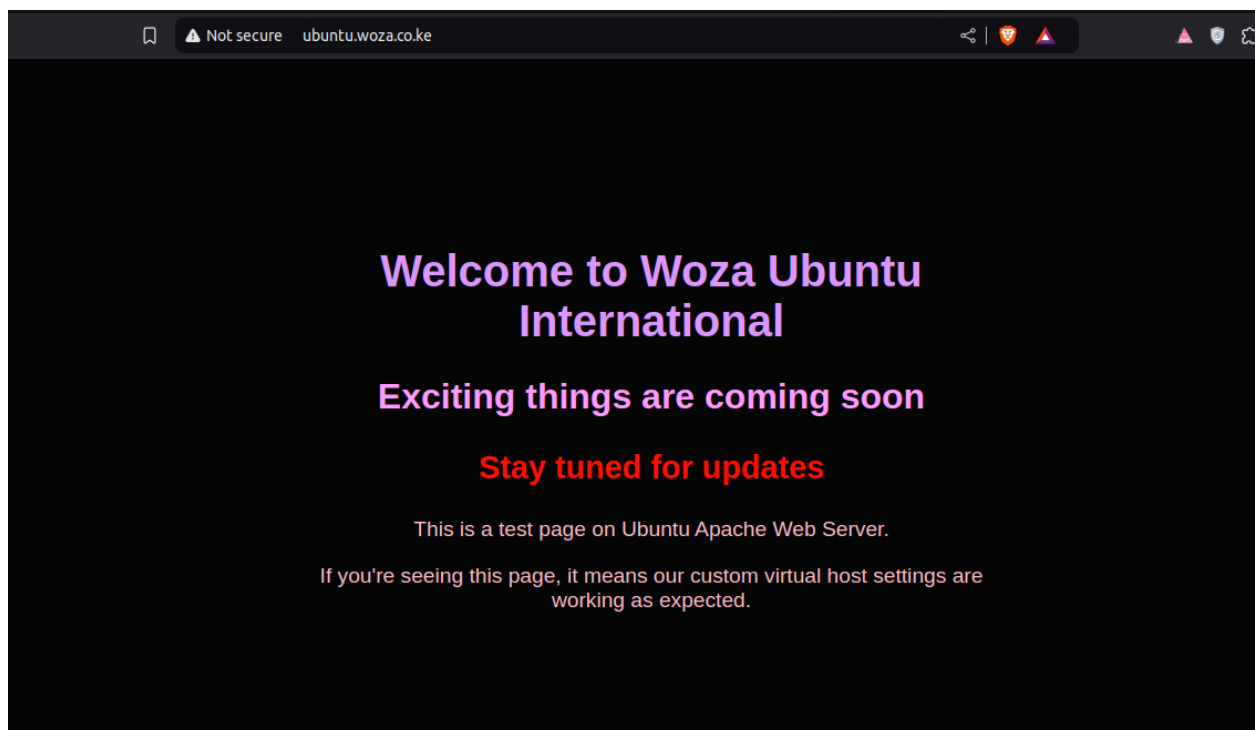 Not secure ubuntu.woza.co.ke
Welcome to Woza Ubuntu
International
Exciting things are coming soon
Stay tuned for updates
This is a test page on Ubuntu Apache Web Server.
If you're seeing this page, it means our custom virtual host settings are
working as expected.